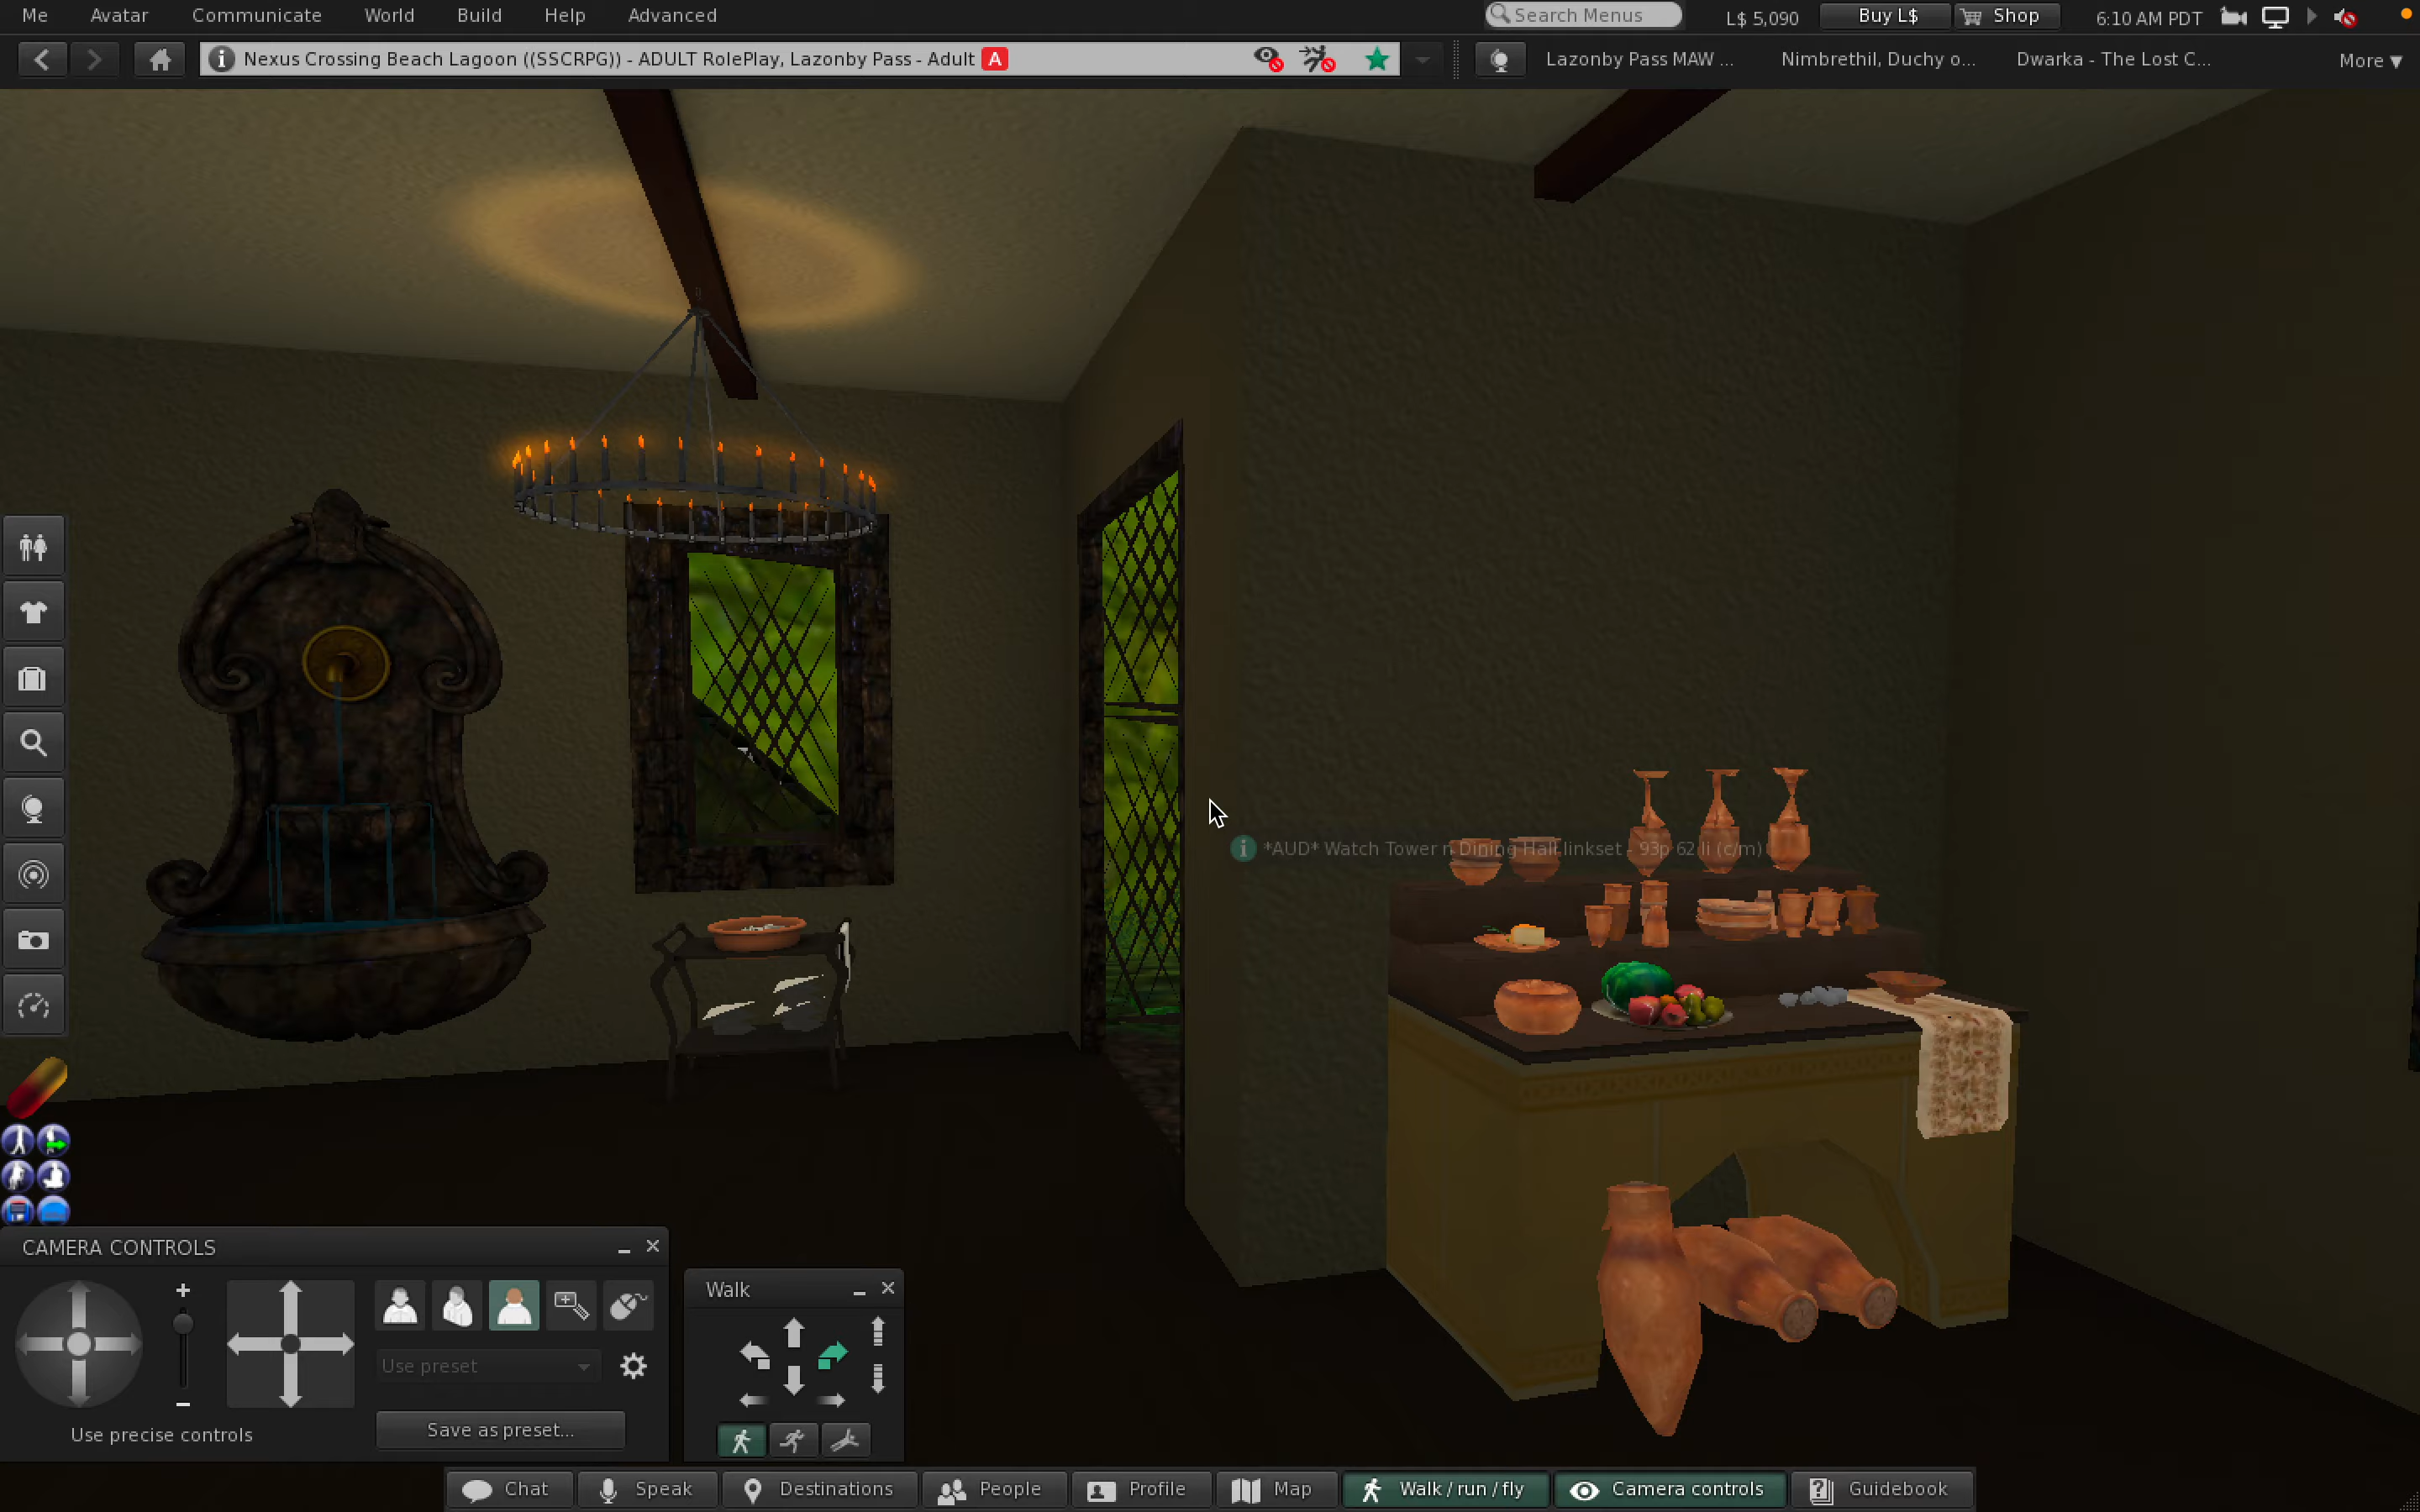 Me Avatar Communicate World Build Help Advanced Search Menus L$ 5,090 Buy L$ Shop 6:10 AM PDT
Nexus Crossing Beach Lagoon ((SSCRPG)) - ADULT RolePlay, Lazonby Pass - Adult A Lazonby Pass MAW ... Nimbrethil, Duchy o... Dwarka - The Lost C... More
*AUD* Watch Tower n Dining Hall linkset - 93p 62 li (c/m)
CAMERA CONTROLS
Use preset
Save as preset...
Use precise controls
Walk
Chat Speak Destinations People Profile Map Walk / run / fly Camera controls Guidebook